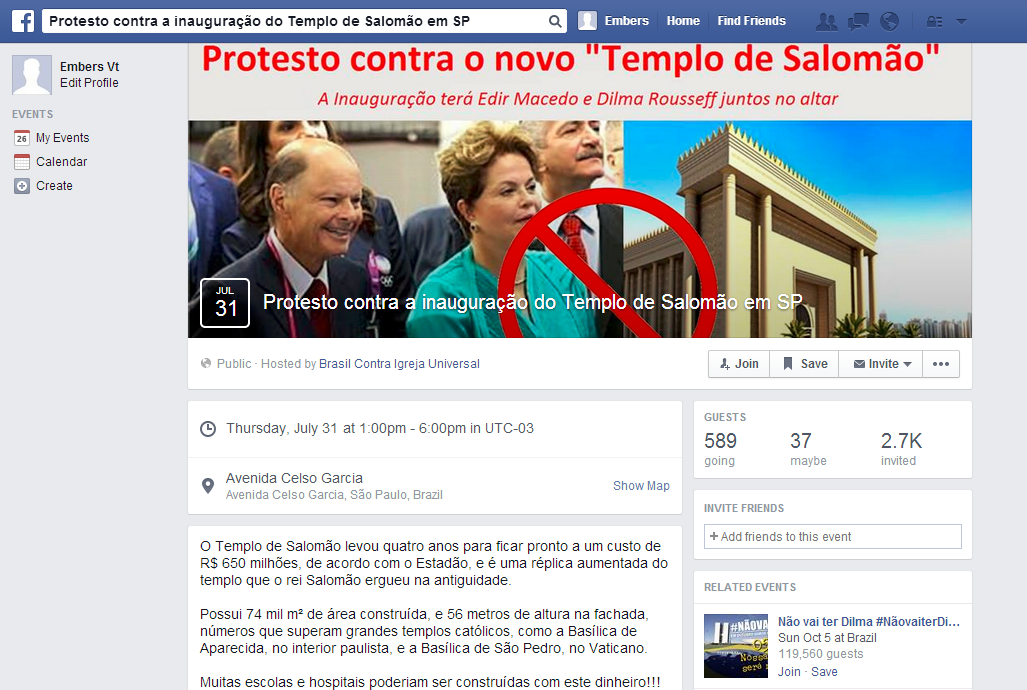 Protesto contra a inauguração do Templo de Salomão em SP
Embers
Home
Find Friends
Embers Vt
Edit Profile
EVENTS
26 My Events
Calendar
Create
Protesto contra o novo "Templo de Salomão"
A Inauguração terá Edir Macedo e Dilma Rousseff juntos no altar
JUL
31
Protesto contra a inauguração do Templo de Salomão em SP
Public · Hosted by Brasil Contra Igreja Universal
Join
Save
Invite
Thursday, July 31 at 1:00pm - 6:00pm in UTC-03
Avenida Celso Garcia
Avenida Celso Garcia, São Paulo, Brazil
Show Map
O Templo de Salomão levou quatro anos para ficar pronto a um custo de
R$ 650 milhões, de acordo com o Estadão, e é uma réplica aumentada do
templo que o rei Salomão ergueu na antiguidade.
Possui 74 mil m² de área construída, e 56 metros de altura na fachada,
números que superam grandes templos católicos, como a Basílica de
Aparecida, no interior paulista, e a Basílica de São Pedro, no Vaticano.
Muitas escolas e hospitais poderiam ser construídas com este dinheiro!!!
GUESTS
589 37 2.7K
going maybe invited
INVITE FRIENDS
+ Add friends to this event
RELATED EVENTS
#NÃOVA
Não vai ter Dilma #NãovaiterDi...
Sun Oct 5 at Brazil
119,560 guests
Join · Save